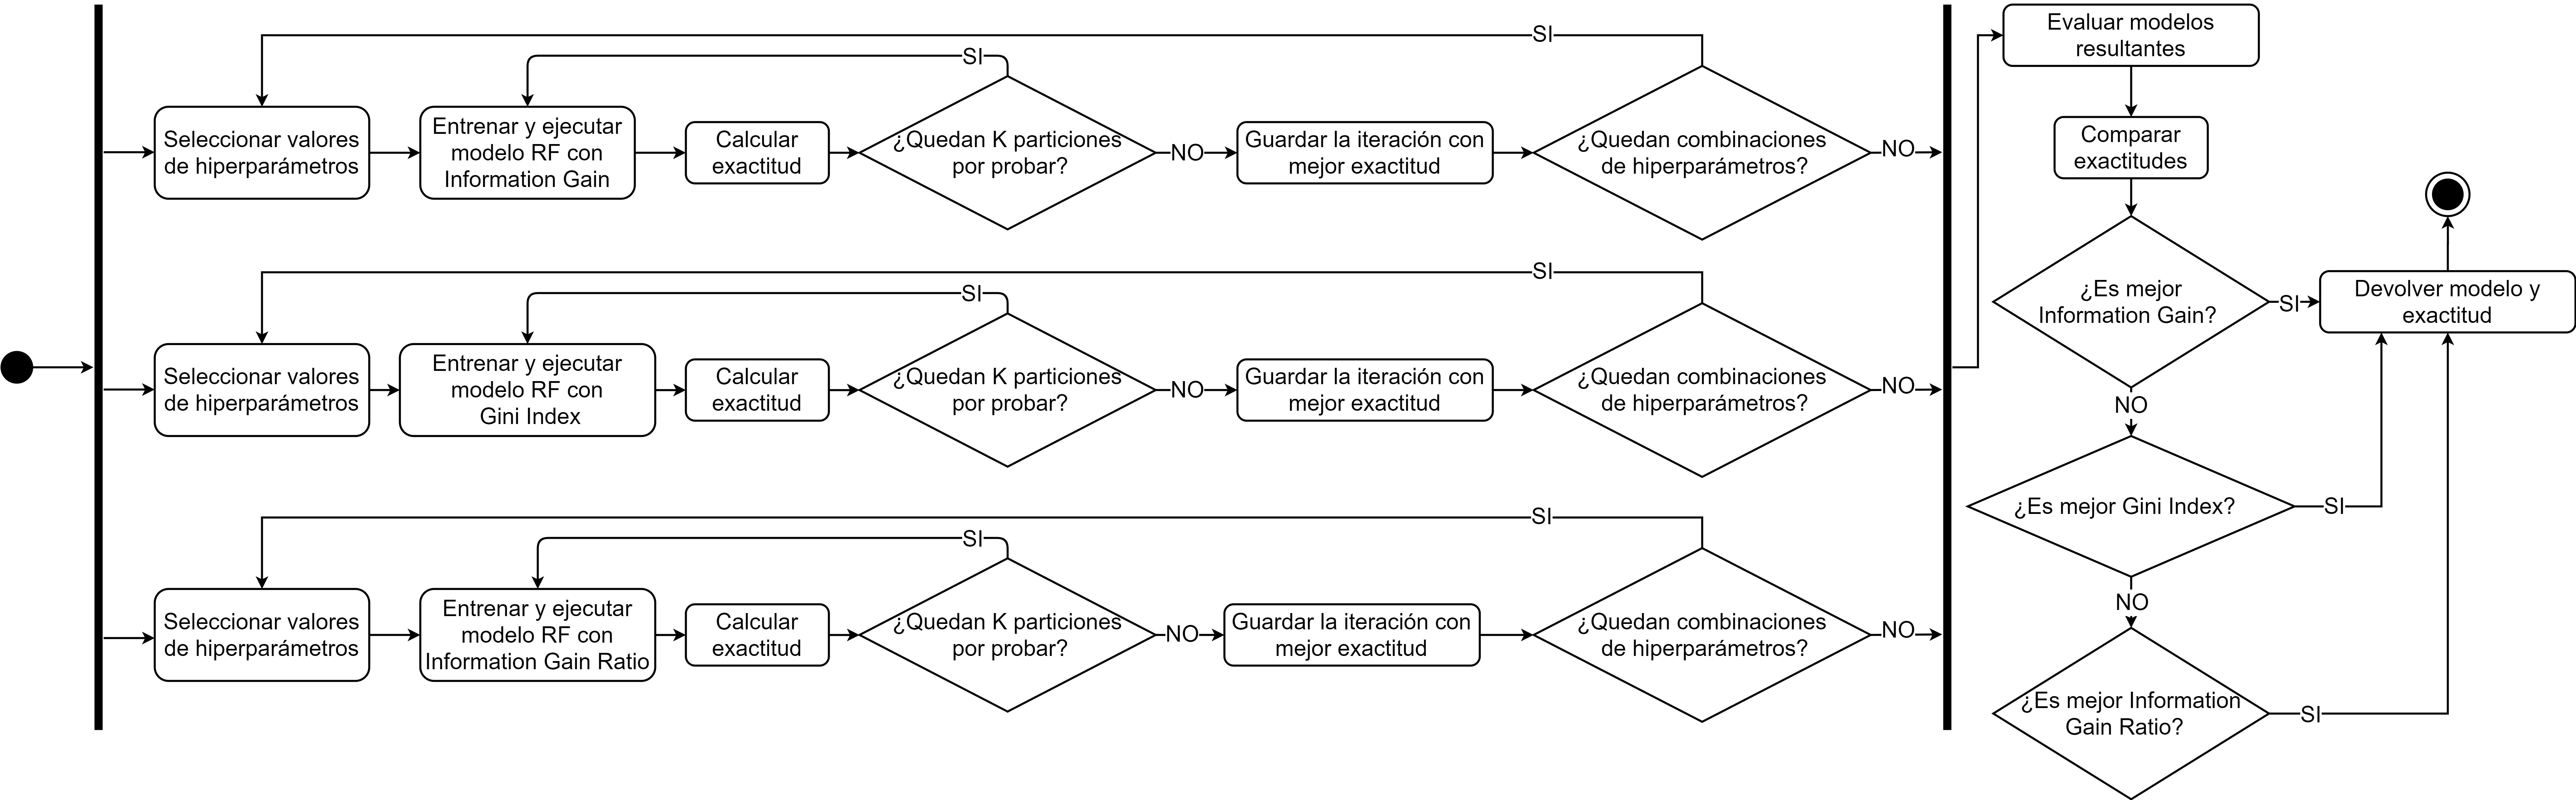 SI
SI
Seleccionar valores
de hiperparámetros
Entrenar y ejecutar
modelo RF con
Information Gain
Calcular
exactitud
¿Quedan K particiones
por probar?
NO
Guardar la iteración con
mejor exactitud
¿Quedan combinaciones
de hiperparámetros?
NO
SI
SI
Seleccionar valores
de hiperparámetros
Entrenar y ejecutar
modelo RF con
Gini Index
Calcular
exactitud
¿Quedan K particiones
por probar?
NO
Guardar la iteración con
mejor exactitud
¿Quedan combinaciones
de hiperparámetros?
NO
SI
SI
Seleccionar valores
de hiperparámetros
Entrenar y ejecutar
modelo RF con
Information Gain Ratio
Calcular
exactitud
¿Quedan K particiones
por probar?
NO
Guardar la iteración con
mejor exactitud
¿Quedan combinaciones
de hiperparámetros?
NO
Evaluar modelos
resultantes
Comparar
exactitudes
¿Es mejor
Information Gain?
SI
Devolver modelo y
exactitud
NO
¿Es mejor Gini Index?
SI
NO
¿Es mejor Information
Gain Ratio?
SI